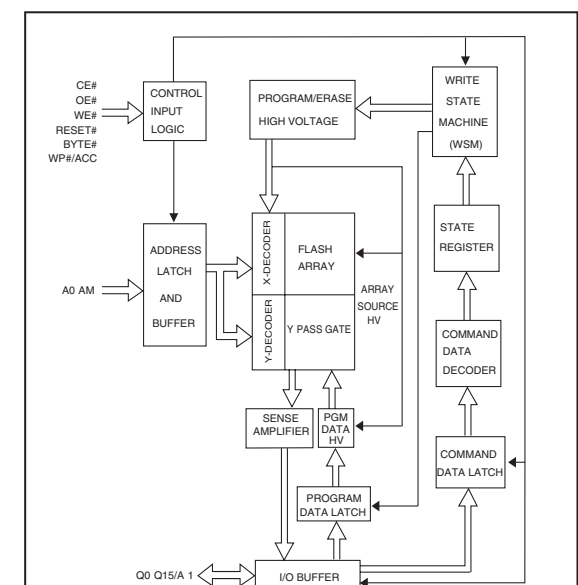 CE#
OE#
WE#
RESET#
BYTE#
WP#/ACC
CONTROL
INPUT
LOGIC
PROGRAM/ERASE
HIGH VOLTAGE
WRITE
STATE
MACHINE
(WSM)
STATE
REGISTER
ADDRESS
LATCH
AND
BUFFER
A0 AM
X-DECODER
FLASH
ARRAY
ARRAY
SOURCE
HV
Y-DECODER
Y PASS GATE
COMMAND
DATA
DECODER
SENSE
AMPLIFIER
PGM
DATA
HV
COMMAND
DATA LATCH
PROGRAM
DATA LATCH
Q0 Q15/A 1
I/O BUFFER